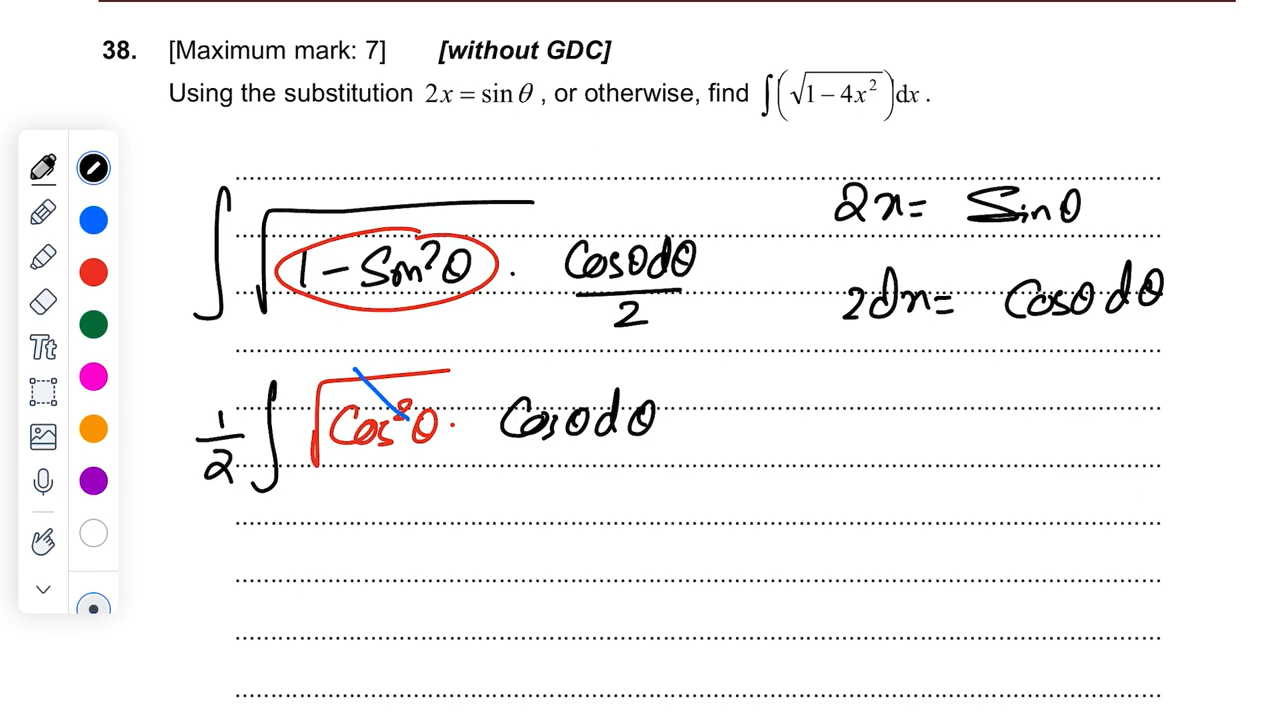 38. [Maximum mark: 7] [without GDC]
Using the substitution 2x = sin θ , or otherwise, find ∫(√(1 − 4x²))dx .
2x = Sinθ
∫ √(1 − Sin²θ) . Cosθdθ/2
2dx = Cosθ dθ
1/2 ∫ √(Cos²θ) . Cosθdθ
Tt